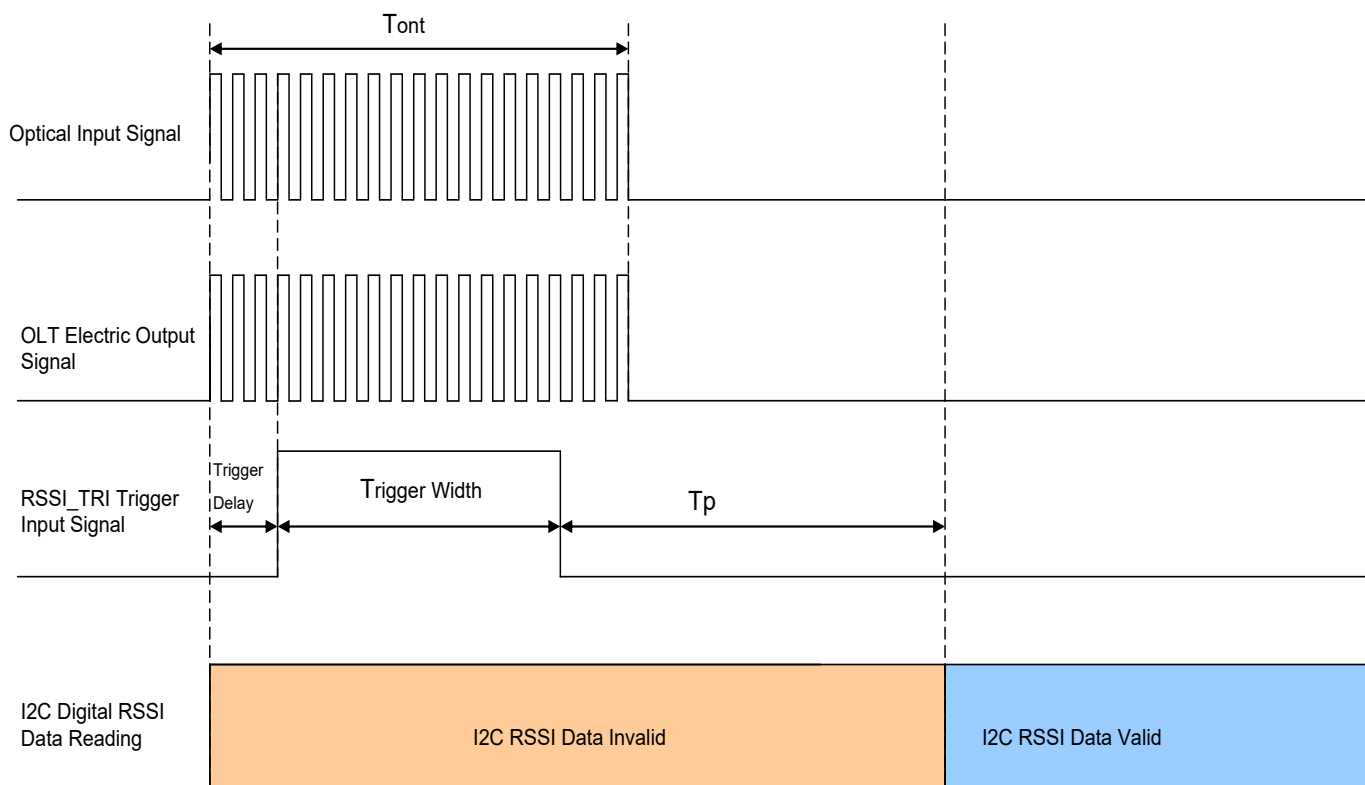 Tont
Optical Input Signal
OLT Electric Output
Signal
Trigger
Delay
Trigger Width
Tp
RSSI_TRI Trigger
Input Signal
I2C Digital RSSI
Data Reading
I2C RSSI Data Invalid
I2C RSSI Data Valid